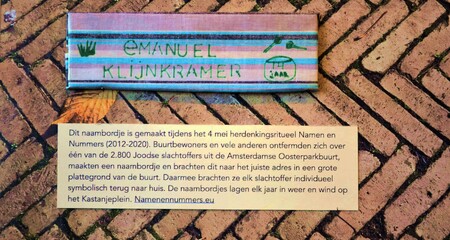 EMANUEL
KLIJNKRAMER
14
JAAR
Dit naambordje is gemaakt tijdens het 4 mei herdenkingsritueel Namen en
Nummers (2012-2020). Buurtbewoners en vele anderen ontfermden zich over
één van de 2.800 Joodse slachtoffers uit de Amsterdamse Oosterparkbuurt,
maakten een naambordje en brachten dit naar het juiste adres in een grote
plattegrond van de buurt. Daarmee brachten ze elk slachtoffer individueel
symbolisch terug naar huis. De naambordjes lagen elk jaar in weer en wind op
het Kastanjeplein. Namenennummers.eu